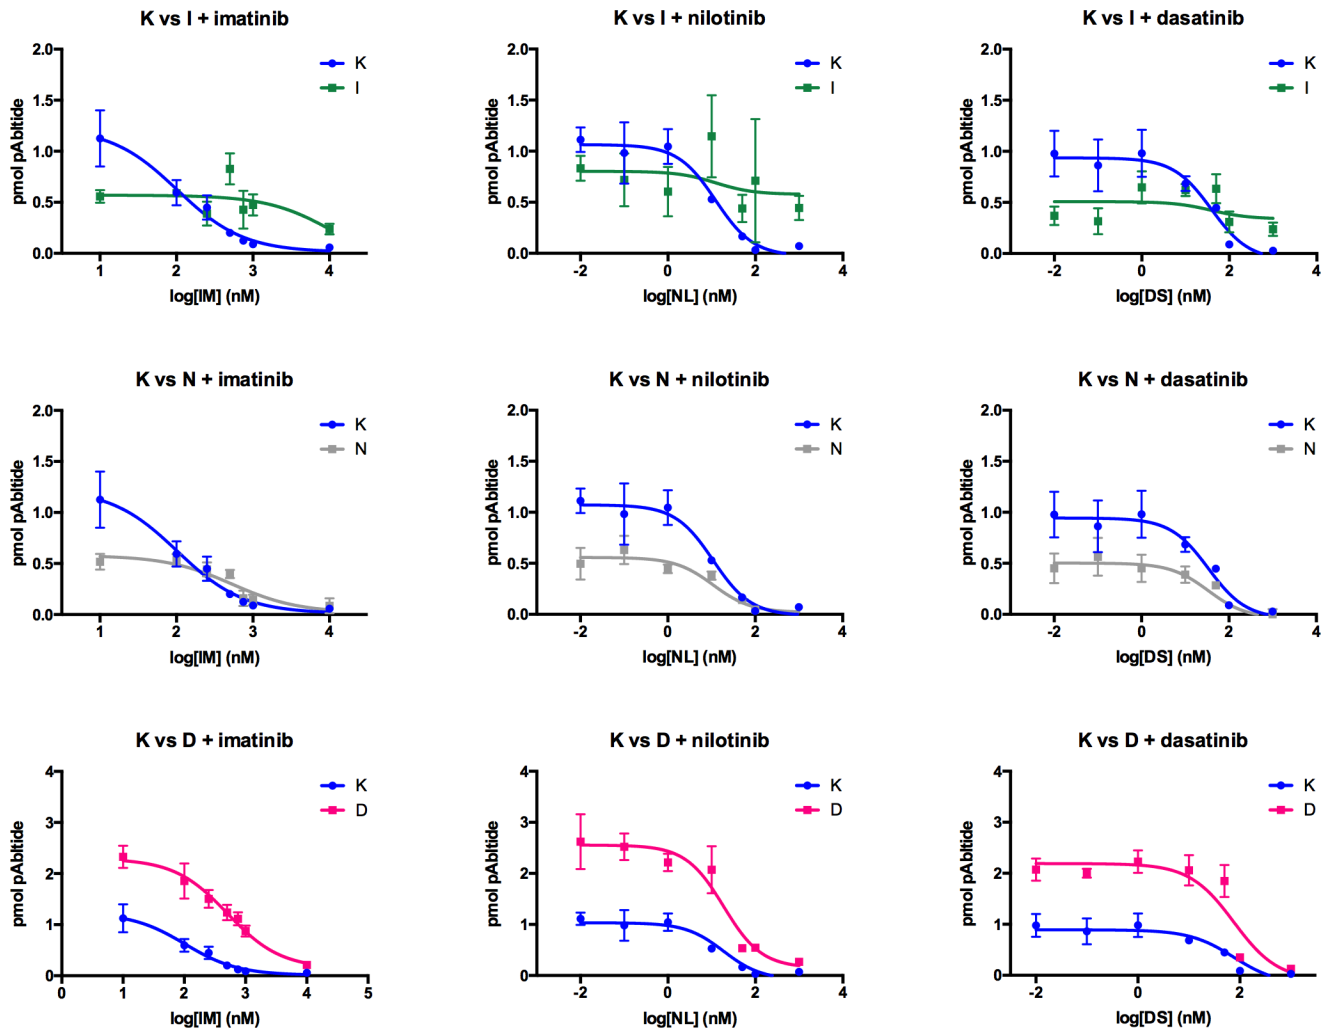 K vs I + imatinib
K vs I + nilotinib
K vs I + dasatinib
pmol pAbltide
2.0
1.5
1.0
0.5
0.0
1 2 3 4
log[IM] (nM)
K
I
pmol pAbltide
2.0
1.5
1.0
0.5
0.0
-2 0 2 4
log[NL] (nM)
K
I
pmol pAbltide
2.0
1.5
1.0
0.5
0.0
-2 0 2 4
log[DS] (nM)
K
I
K vs N + imatinib
K vs N + nilotinib
K vs N + dasatinib
pmol pAbltide
2.0
1.5
1.0
0.5
0.0
1 2 3 4
log[IM] (nM)
K
N
pmol pAbltide
2.0
1.5
1.0
0.5
0.0
-2 0 2 4
log[NL] (nM)
K
N
pmol pAbltide
2.0
1.5
1.0
0.5
0.0
-2 0 2 4
log[DS] (nM)
K
N
K vs D + imatinib
K vs D + nilotinib
K vs D + dasatinib
pmol pAbltide
4
3
2
1
0
0 1 2 3 4 5
log[IM] (nM)
K
D
pmol pAbltide
4
3
2
1
0
-2 0 2 4
log[NL] (nM)
K
D
pmol pAbltide
4
3
2
1
0
-2 0 2
log[DS] (nM)
K
D